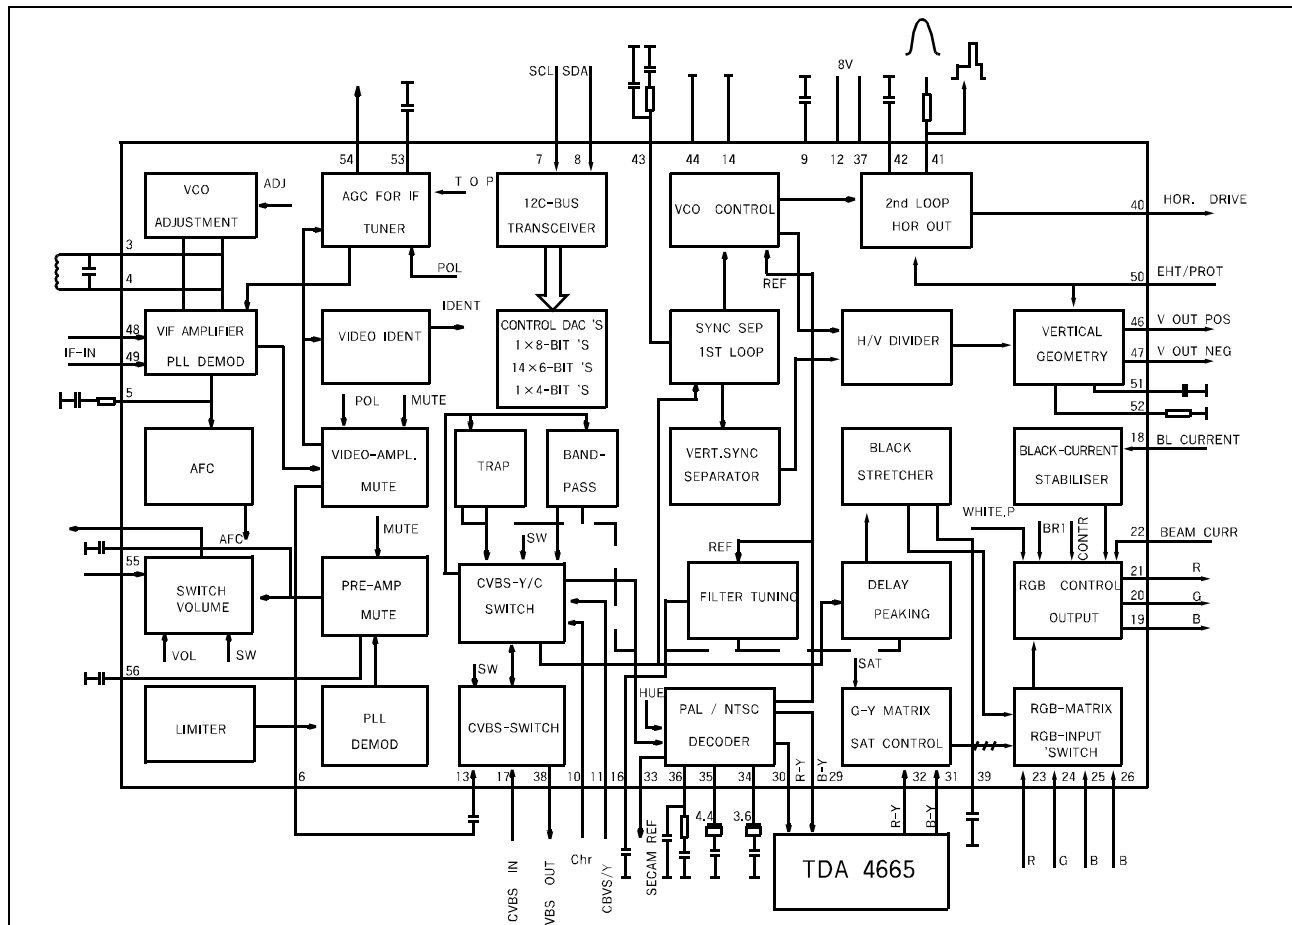 8V
SCL SDA
54
53
7
8
43
44
14
9
12
37
42
41
VCO
ADJUSTMENT
ADJ
AGC FOR IF
TUNER
T O P
12C-BUS
TRANSCEIVER
VCO CONTROL
2nd LOOP
HOR OUT
40
HOR. DRIVE
3
4
POL
REF
50
EHT/PROT
IDENT
48
VIF AMPLIFIER
PLL DEMOD
IF-IN
49
VIDEO IDENT
CONTROL DAC 'S
1×8-BIT 'S
14×6-BIT 'S
1×4-BIT 'S
SYNC SEP
1ST LOOP
H/V DIVIDER
VERTICAL
GEOMETRY
46
V OUT POS
47
V OUT NEG
51
52
5
POL
MUTE
AFC
VIDEO-AMPL.
MUTE
TRAP
BAND-
PASS
VERT.SYNC
SEPARATOR
BLACK
STRETCHER
BLACK-CURRENT
STABILISER
18
BL CURRENT
WHITE.P
BR1
CONTR
AFC
MUTE
SW
REF
22
BEAM CURR
55
SWITCH
VOLUME
PRE-AMP
MUTE
CVBS-Y/C
SWITCH
FILTER TUNING
DELAY
PEAKING
RGB CONTROL
OUTPUT
21
R
20
G
19
B
VOL
SW
56
SW
SAT
HUE
LIMITER
PLL
DEMOD
CVBS-SWITCH
PAL / NTSC
DECODER
G-Y MATRIX
SAT CONTROL
RGB-MATRIX
RGB-INPUT
'SWITCH
6
13
17
38
10
11
16
33
36
35
34
30
R-Y
B-Y
29
32
31
39
23
24
25
26
4.4
3.6
R-Y
B-Y
CVBS IN
VBS OUT
Chr
CBVS/Y
SECAM REF
TDA 4665
R
G
B
B